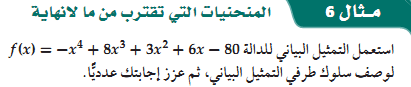 مثال 6 المنحنيات التي تقترب من ما لانهاية
استعمل التمثيل البياني للدالة f(x) = −x⁴ + 8x³ + 3x² + 6x − 80
لوصف سلوك طرفي التمثيل البياني، ثم عزز إجابتك عدديًّا.